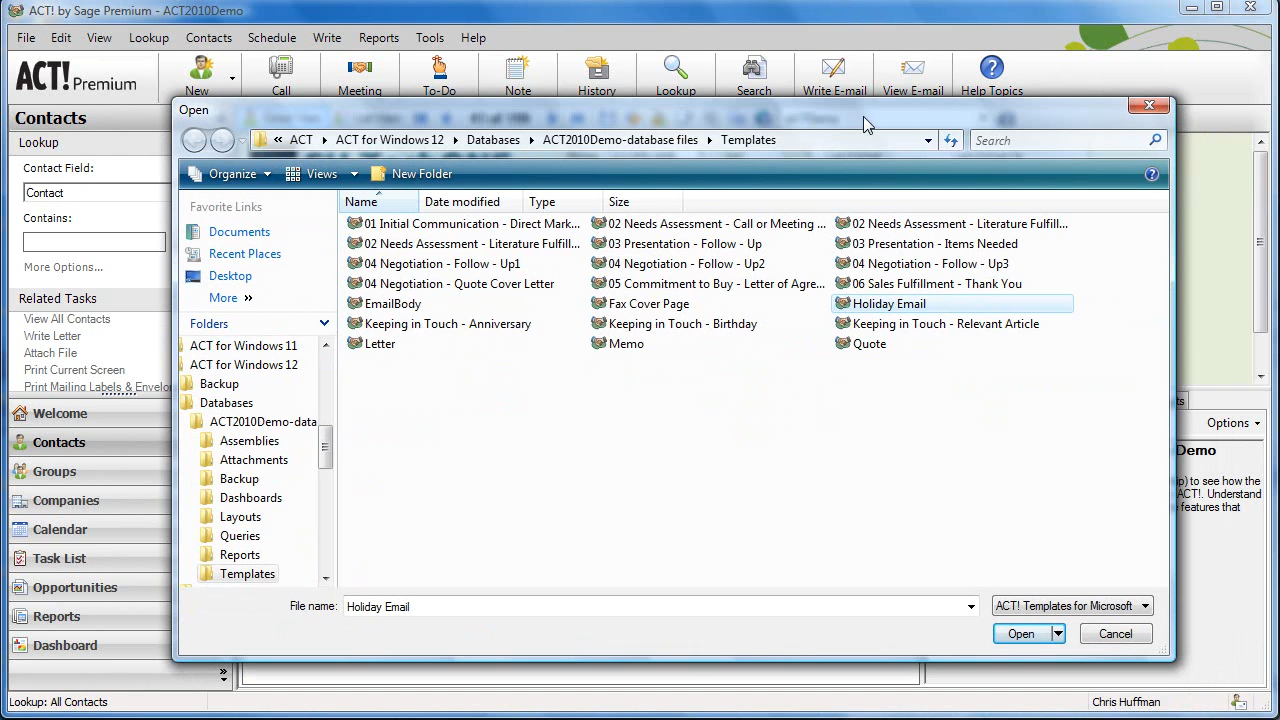 ACT! by Sage Premium - ACT2010Demo
File Edit View Lookup Contacts Schedule Write Reports Tools Help
ACT! Premium
New Call Meeting To-Do Note History Lookup Search Write E-mail View E-mail Help Topics
Contacts
Lookup
Contact Field:
Contact
Contains:
More Options...
Related Tasks
View All Contacts
Write Letter
Attach File
Print Current Screen
Print Mailing Labels & Envelo
Welcome
Contacts
Groups
Companies
Calendar
Task List
Opportunities
Reports
Dashboard
Lookup: All Contacts
Open
« ACT ACT for Windows 12 Databases ACT2010Demo-database files Templates
Search
Organize Views New Folder
Favorite Links
Documents
Recent Places
Desktop
More »
Folders
ACT for Windows 11
ACT for Windows 12
Backup
Databases
ACT2010Demo-data
Assemblies
Attachments
Backup
Dashboards
Layouts
Queries
Reports
Templates
Name Date modified Type Size
01 Initial Communication - Direct Mark... 02 Needs Assessment - Call or Meeting ... 02 Needs Assessment - Literature Fulfill...
02 Needs Assessment - Literature Fulfill... 03 Presentation - Follow - Up 03 Presentation - Items Needed
04 Negotiation - Follow - Up1 04 Negotiation - Follow - Up2 04 Negotiation - Follow - Up3
04 Negotiation - Quote Cover Letter 05 Commitment to Buy - Letter of Agre... 06 Sales Fulfillment - Thank You
EmailBody Fax Cover Page Holiday Email
Keeping in Touch - Anniversary Keeping in Touch - Birthday Keeping in Touch - Relevant Article
Letter Memo Quote
File name: Holiday Email
ACT! Templates for Microsoft
Open Cancel
ts
Options
Demo
p) to see how the
ACT!. Understand
e features that
Chris Huffman